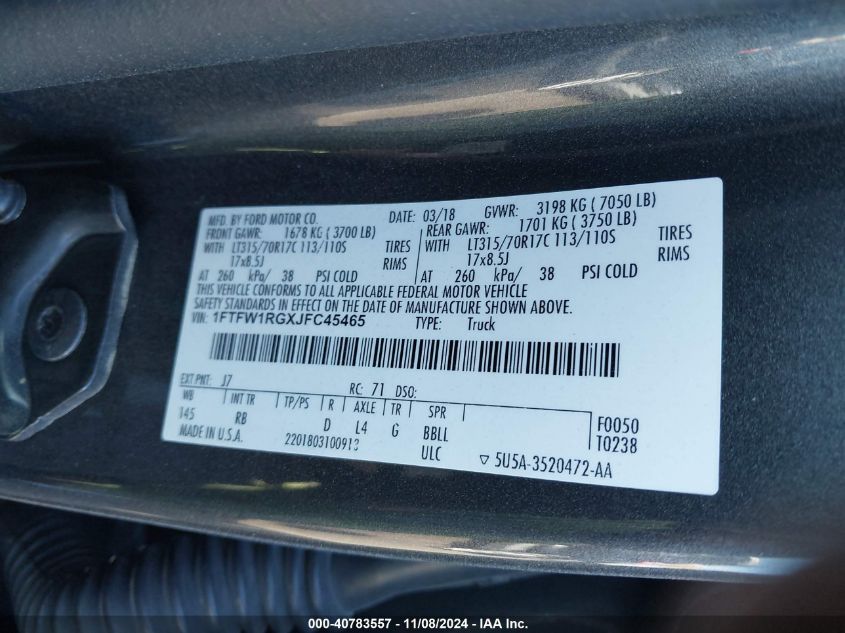 MFD. BY FORD MOTOR CO. DATE: 03/18 GVWR: 3198 KG ( 7050 LB)
FRONT GAWR: 1678 KG ( 3700 LB) REAR GAWR: 1701 KG ( 3750 LB)
WITH LT315/70R17C 113/110S TIRES WITH LT315/70R17C 113/110S TIRES
17x8.5J RIMS 17x8.5J RIMS
AT 260 kPa/ 38 PSI COLD AT 260 kPa/ 38 PSI COLD
THIS VEHICLE CONFORMS TO ALL APPLICABLE FEDERAL MOTOR VEHICLE
SAFETY STANDARDS IN EFFECT ON THE DATE OF MANUFACTURE SHOWN ABOVE.
VIN: 1FTFW1RGXJFC45465 TYPE: Truck
EXT PNT: J7 RC: 71 DSO:
WB INT TR TP/PS R AXLE TR SPR
145 RB D L4 G BBLL F0050
MADE IN U.S.A. 2201803100913 ULC T0238
▽ 5U5A-3520472-AA
000-40783557 - 11/08/2024 - IAA Inc.